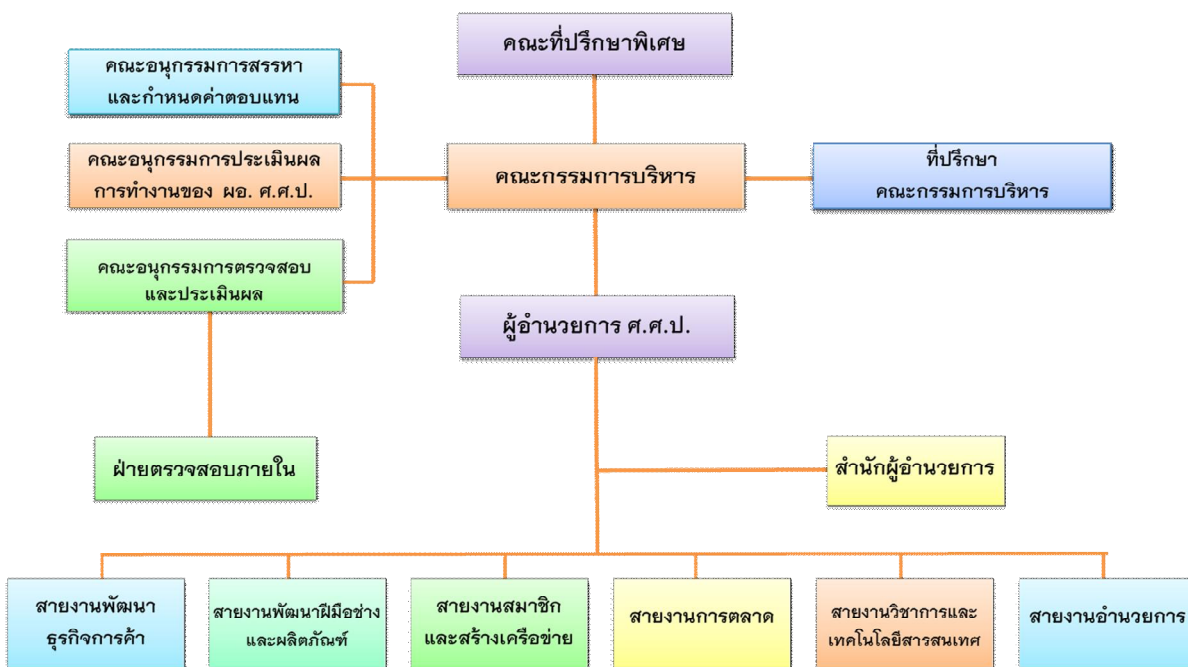 คณะที่ปรึกษาพิเศษ
คณะอนุกรรมการสรรหา
และกำหนดค่าตอบแทน
คณะอนุกรรมการประเมินผล
การทำงานของ ผอ. ศ.ศ.ป.
คณะกรรมการบริหาร
ที่ปรึกษา
คณะกรรมการบริหาร
คณะอนุกรรมการตรวจสอบ
และประเมินผล
ผู้อำนวยการ ศ.ศ.ป.
ฝ่ายตรวจสอบภายใน
สำนักผู้อำนวยการ
สายงานพัฒนา
ธุรกิจการค้า
สายงานพัฒนาฝีมือช่าง
และผลิตภัณฑ์
สายงานสมาชิก
และสร้างเครือข่าย
สายงานการตลาด
สายงานวิชาการและ
เทคโนโลยีสารสนเทศ
สายงานอำนวยการ